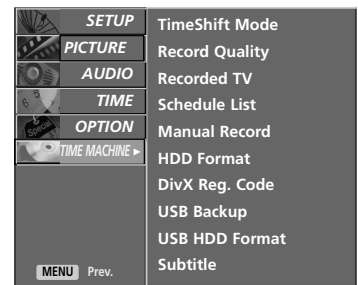 SETUP
PICTURE
AUDIO
TIME
OPTION
TIME MACHINE ►
MENU Prev.
TimeShift Mode
Record Quality
Recorded TV
Schedule List
Manual Record
HDD Format
DivX Reg. Code
USB Backup
USB HDD Format
Subtitle